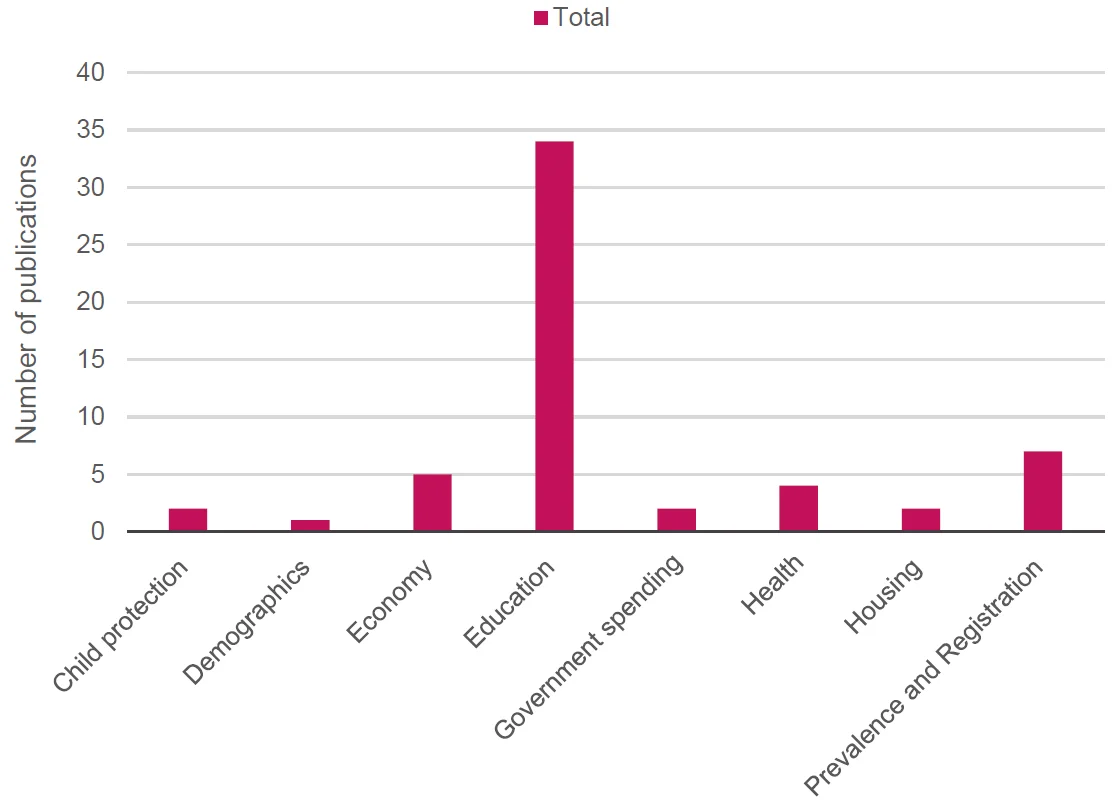 Total
Number of publications
40
35
30
25
20
15
10
5
0
Child protection
Demographics
Economy
Education
Government spending
Health
Housing
Prevalence and Registration